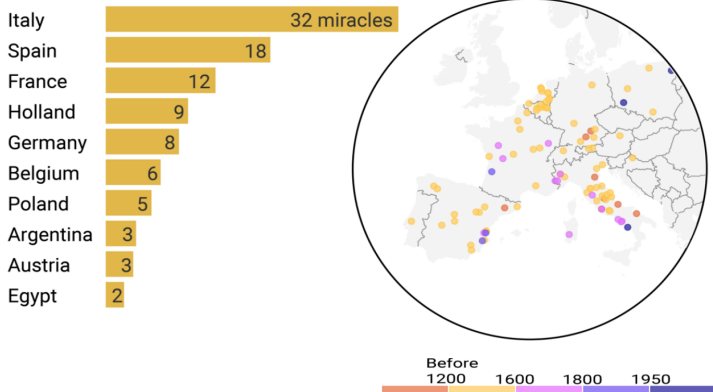 Italy 32 miracles
Spain 18
France 12
Holland 9
Germany 8
Belgium 6
Poland 5
Argentina 3
Austria 3
Egypt 2
Before
1200 1600 1800 1950